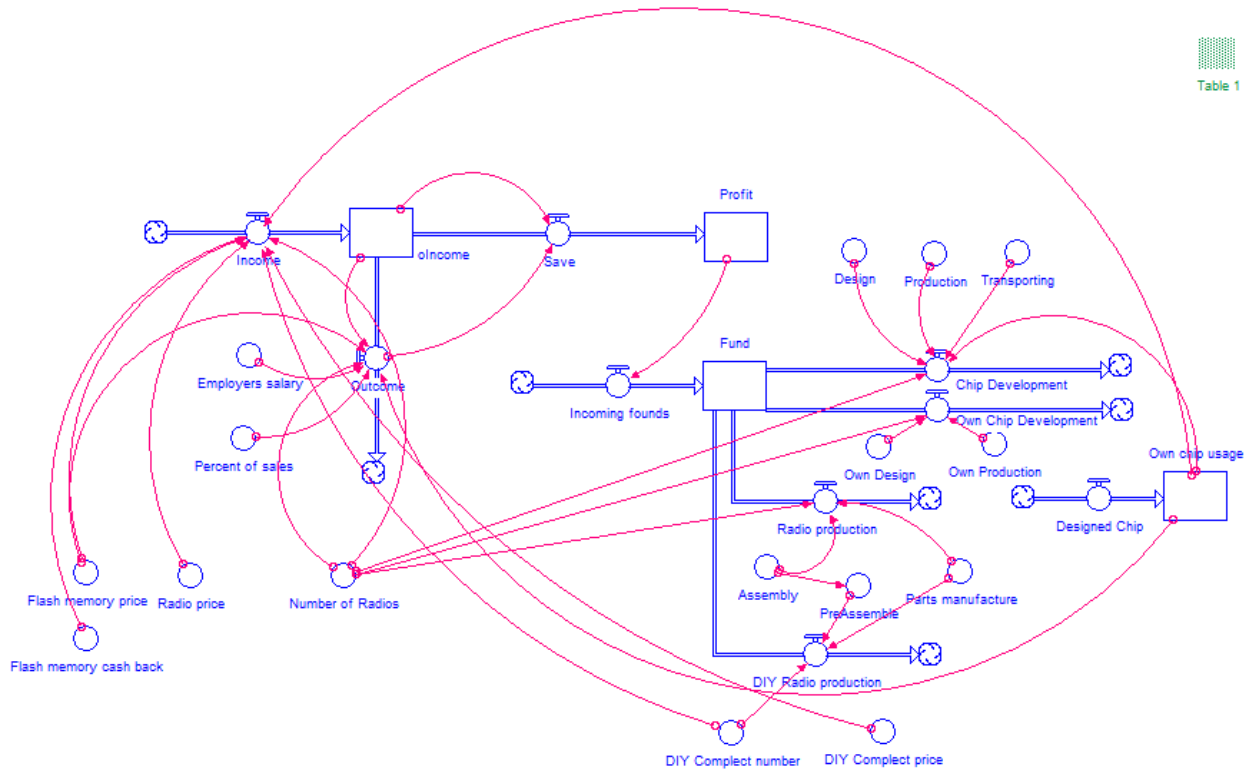 Table 1
Profit
Income
oIncome
Save
Design
Production
Transporting
Fund
Employers salary
Outcome
Incoming founds
Chip Development
Own Chip Development
Percent of sales
Own Design
Own Production
Own chip usage
Radio production
Designed Chip
Flash memory price
Radio price
Number of Radios
Assembly
PreAssemble
Parts manufacture
Flash memory cash back
DIY Radio production
DIY Complect number
DIY Complect price